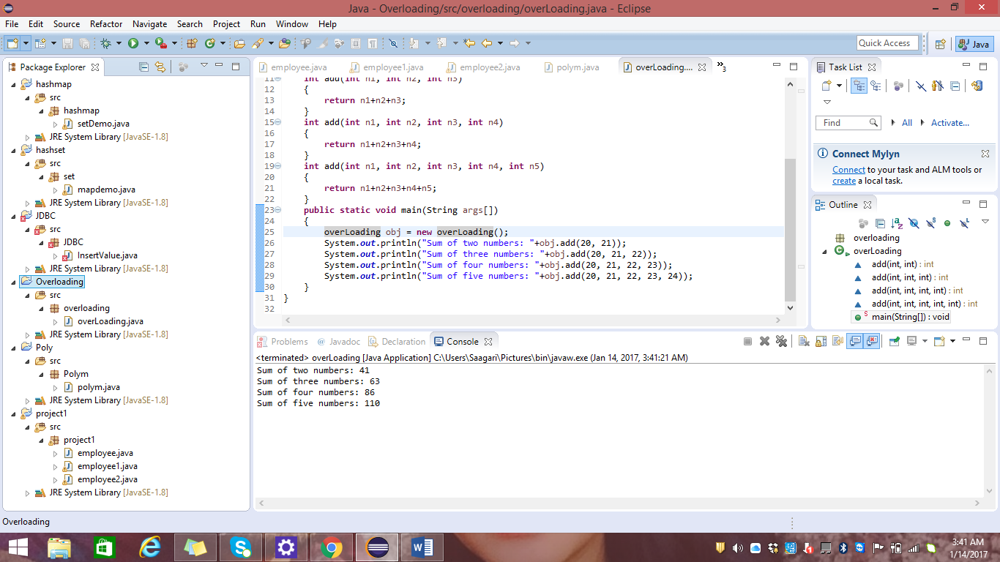 Java - Overloading/src/overloading/overLoading.java - Eclipse
File Edit Source Refactor Navigate Search Project Run Window Help
Quick Access
Java
Package Explorer
hashmap
src
hashmap
setDemo.java
JRE System Library [JavaSE-1.8]
hashset
src
set
mapdemo.java
JRE System Library [JavaSE-1.8]
JDBC
src
JDBC
InsertValue.java
JRE System Library [JavaSE-1.8]
Overloading
src
overloading
overLoading.java
JRE System Library [JavaSE-1.8]
Poly
src
Polym
polym.java
JRE System Library [JavaSE-1.8]
project1
src
project1
employee.java
employee1.java
employee2.java
JRE System Library [JavaSE-1.8]
employee.java employee1.java employee2.java polym.java overLoading.... »3
11 int add(int n1, int n2, int n3)
12 {
13 return n1+n2+n3;
14 }
15 int add(int n1, int n2, int n3, int n4)
16 {
17 return n1+n2+n3+n4;
18 }
19 int add(int n1, int n2, int n3, int n4, int n5)
20 {
21 return n1+n2+n3+n4+n5;
22 }
23 public static void main(String args[])
24 {
25 overLoading obj = new overLoading();
26 System.out.println("Sum of two numbers: "+obj.add(20, 21));
27 System.out.println("Sum of three numbers: "+obj.add(20, 21, 22));
28 System.out.println("Sum of four numbers: "+obj.add(20, 21, 22, 23));
29 System.out.println("Sum of five numbers: "+obj.add(20, 21, 22, 23, 24));
30 }
31 }
32
Task List
Find All Activate...
Connect Mylyn
Connect to your task and ALM tools or
create a local task.
Outline
overloading
overLoading
add(int, int) : int
add(int, int, int) : int
add(int, int, int, int) : int
add(int, int, int, int, int) : int
main(String[]) : void
Problems @ Javadoc Declaration Console
<terminated> overLoading [Java Application] C:\Users\Saagari\Pictures\bin\javaw.exe (Jan 14, 2017, 3:41:21 AM)
Sum of two numbers: 41
Sum of three numbers: 63
Sum of four numbers: 86
Sum of five numbers: 110
Overloading
3:41 AM
1/14/2017